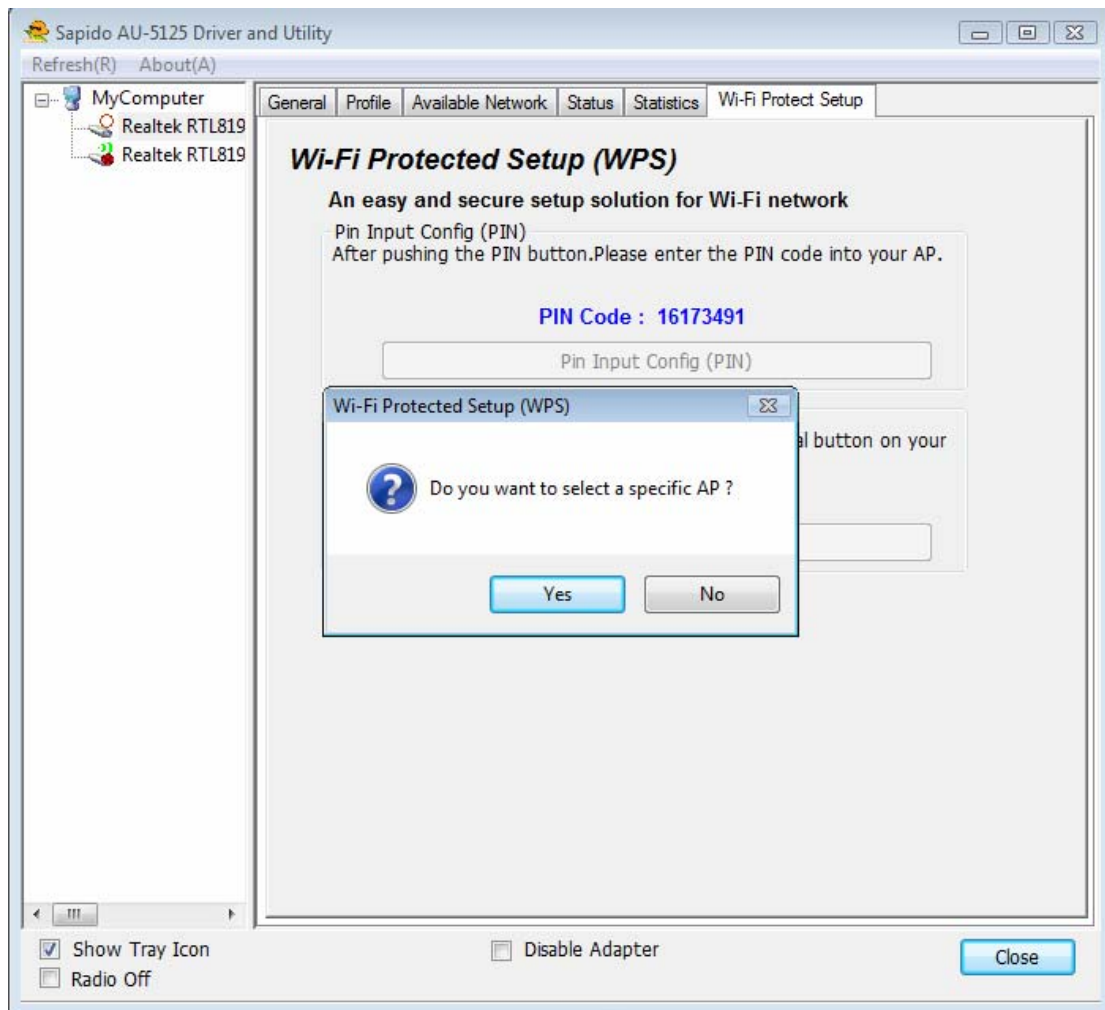 Sapido AU-5125 Driver and Utility
Refresh(R) About(A)
MyComputer
Realtek RTL819
Realtek RTL819
General Profile Available Network Status Statistics Wi-Fi Protect Setup
Wi-Fi Protected Setup (WPS)
An easy and secure setup solution for Wi-Fi network
Pin Input Config (PIN)
After pushing the PIN button.Please enter the PIN code into your AP.
PIN Code : 16173491
Pin Input Config (PIN)
Wi-Fi Protected Setup (WPS)
button on your
Do you want to select a specific AP ?
Yes No
Show Tray Icon
Disable Adapter
Close
Radio Off